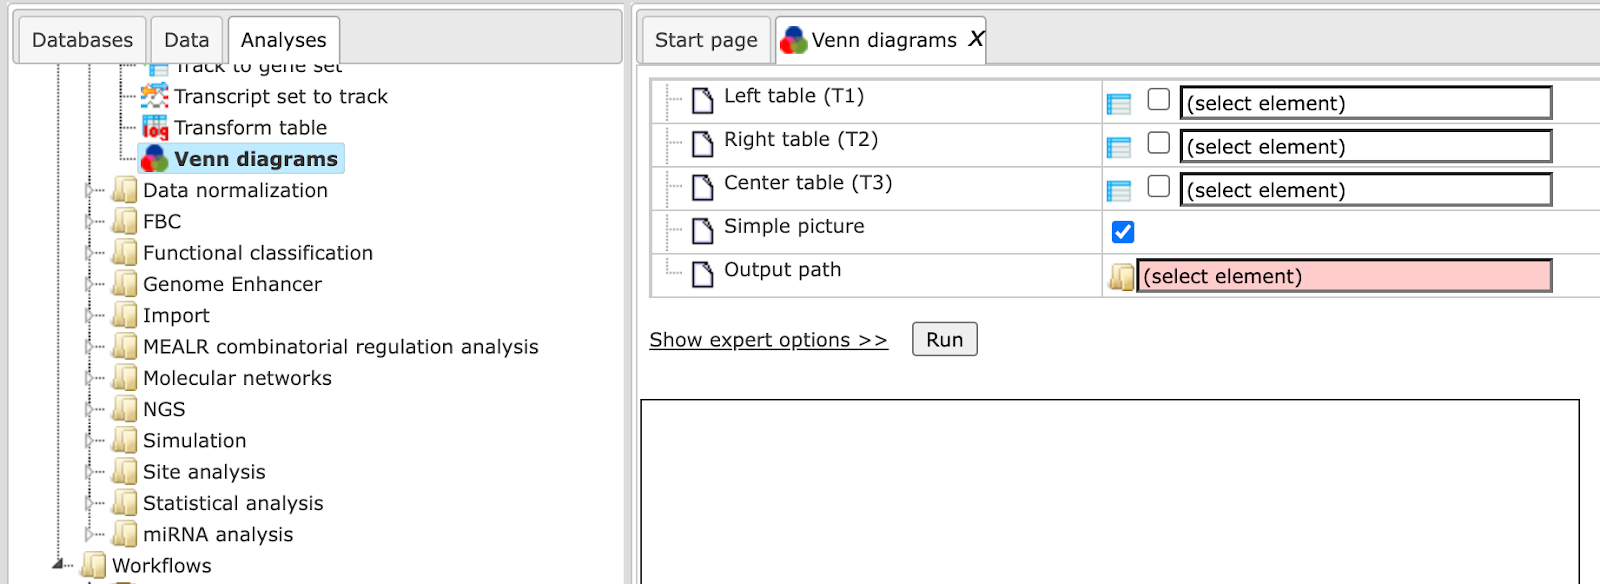 Databases
Data
Analyses
Track to gene set
Transcript set to track
log
Transform table
Venn diagrams
Data normalization
FBC
Functional classification
Genome Enhancer
Import
MEALR combinatorial regulation analysis
Molecular networks
NGS
Simulation
Site analysis
Statistical analysis
miRNA analysis
Workflows
Start page
Venn diagrams X
Left table (T1)
(select element)
Right table (T2)
(select element)
Center table (T3)
(select element)
Simple picture
Output path
(select element)
Show expert options >>
Run